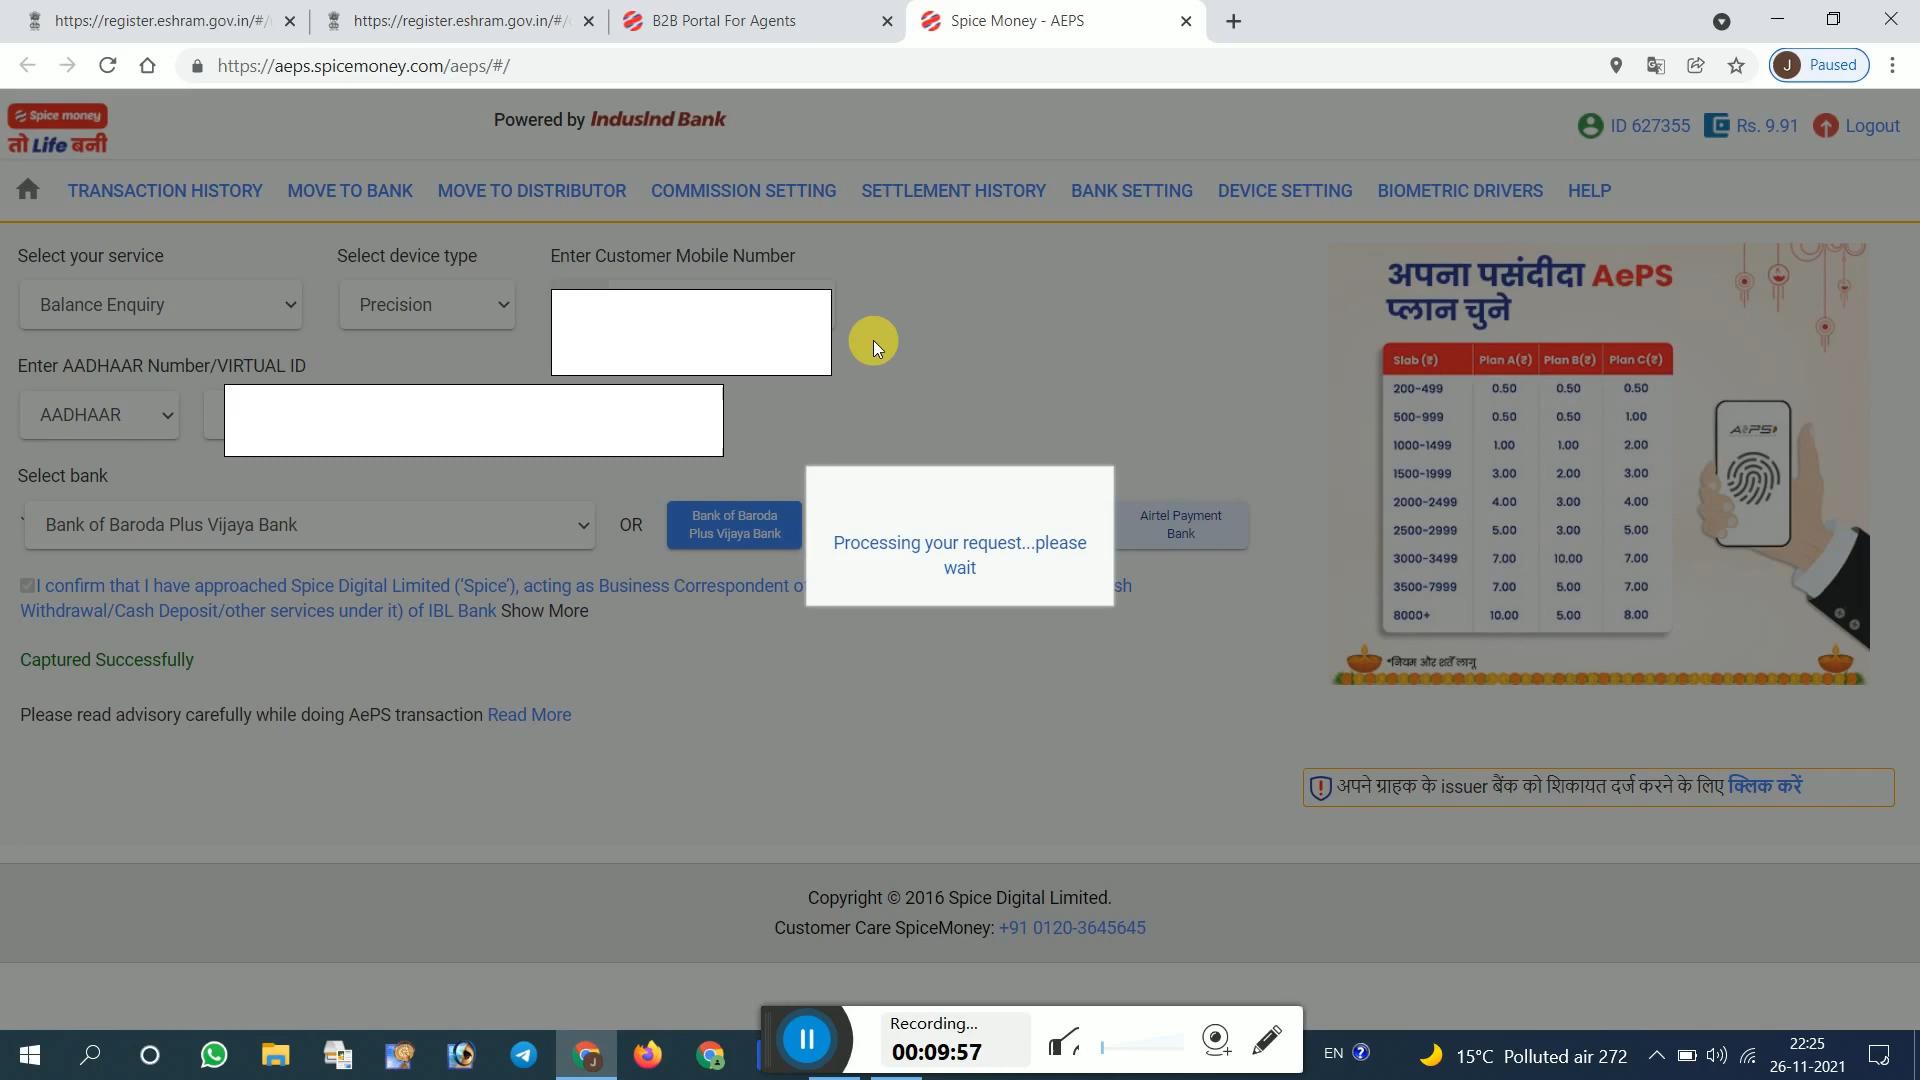 https://register.eshram.gov.in/#/
https://register.eshram.gov.in/#/
B2B Portal For Agents
Spice Money - AEPS
https://aeps.spicemoney.com/aeps/#/
J Paused
Spice money
तो Life बनी
Powered by IndusInd Bank
ID 627355
Rs. 9.91
Logout
TRANSACTION HISTORY
MOVE TO BANK
MOVE TO DISTRIBUTOR
COMMISSION SETTING
SETTLEMENT HISTORY
BANK SETTING
DEVICE SETTING
BIOMETRIC DRIVERS
HELP
Select your service
Select device type
Enter Customer Mobile Number
Balance Enquiry
Precision
Enter AADHAAR Number/VIRTUAL ID
AADHAAR
Select bank
Bank of Baroda Plus Vijaya Bank
OR
Bank of Baroda
Plus Vijaya Bank
Airtel Payment
Bank
Processing your request...please
wait
I confirm that I have approached Spice Digital Limited (‘Spice’), acting as Business Correspondent o
sh
Withdrawal/Cash Deposit/other services under it) of IBL Bank Show More
Captured Successfully
Please read advisory carefully while doing AePS transaction Read More
अपना पसंदीदा AePS
प्लान चुने
Slab (₹) Plan A(₹) Plan B(₹) Plan C(₹)
200-499 0.50 0.50 0.50
500-999 0.50 0.50 1.00
1000-1499 1.00 1.00 2.00
1500-1999 3.00 2.00 3.00
2000-2499 4.00 3.00 4.00
2500-2999 5.00 3.00 5.00
3000-3499 7.00 10.00 7.00
3500-7999 7.00 5.00 7.00
8000+ 10.00 5.00 8.00
AePS
*नियम और शर्तें लागू
अपने ग्राहक के issuer बैंक को शिकायत दर्ज करने के लिए क्लिक करें
Copyright © 2016 Spice Digital Limited.
Customer Care SpiceMoney: +91 0120-3645645
Recording...
00:09:57
EN
15°C Polluted air 272
22:25
26-11-2021